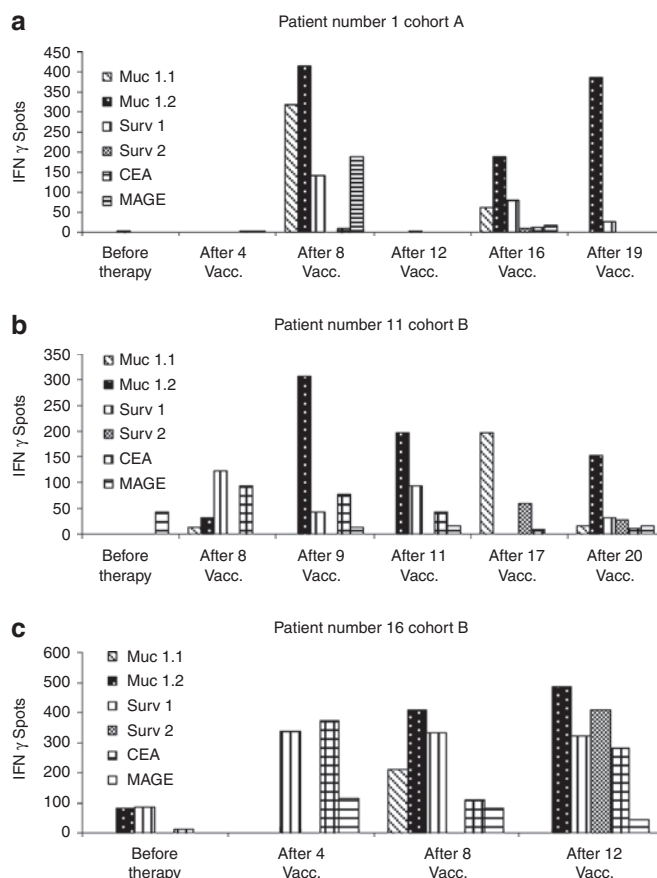 a
Patient number 1 cohort A
IFN γ Spots
450
400
350
300
250
200
150
100
50
0
Muc 1.1
Muc 1.2
Surv 1
Surv 2
CEA
MAGE
Before therapy
After 4 Vacc.
After 8 Vacc.
After 12 Vacc.
After 16 Vacc.
After 19 Vacc.
b
Patient number 11 cohort B
IFN γ Spots
350
300
250
200
150
100
50
0
Muc 1.1
Muc 1.2
Surv 1
Surv 2
CEA
MAGE
Before therapy
After 8 Vacc.
After 9 Vacc.
After 11 Vacc.
After 17 Vacc.
After 20 Vacc.
c
Patient number 16 cohort B
IFN γ Spots
600
500
400
300
200
100
0
Muc 1.1
Muc 1.2
Surv 1
Surv 2
CEA
MAGE
Before therapy
After 4 Vacc.
After 8 Vacc.
After 12 Vacc.